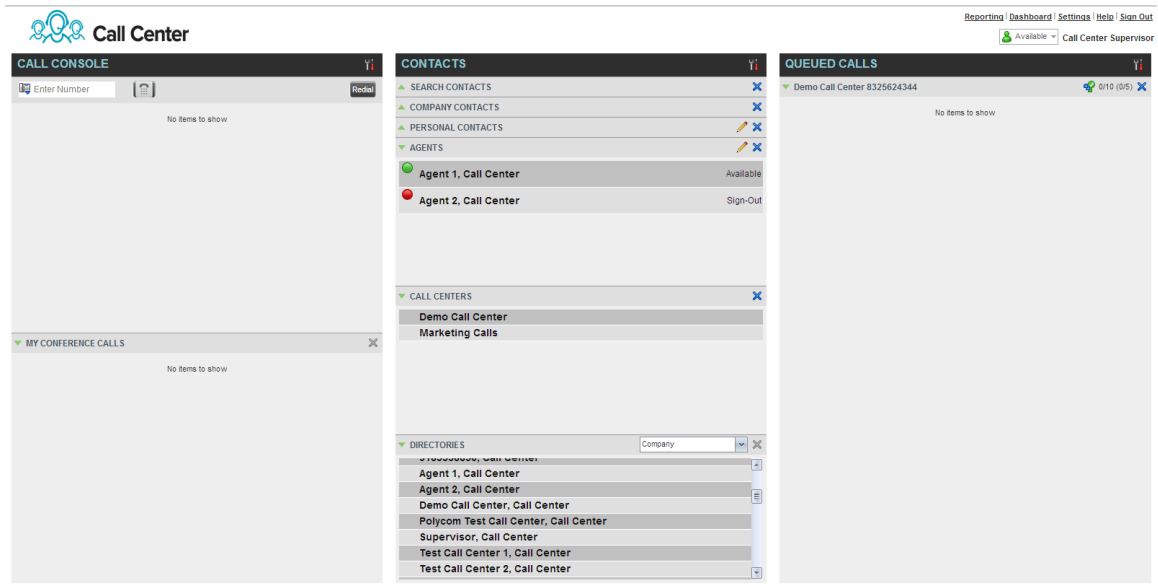 Reporting | Dashboard | Settings | Help | Sign Out
Call Center
Available
Call Center Supervisor
CALL CONSOLE
Enter Number
Redial
No items to show
MY CONFERENCE CALLS
No items to show
CONTACTS
SEARCH CONTACTS
COMPANY CONTACTS
PERSONAL CONTACTS
AGENTS
Agent 1, Call Center Available
Agent 2, Call Center Sign-Out
CALL CENTERS
Demo Call Center
Marketing Calls
DIRECTORIES Company
Call Center
Agent 1, Call Center
Agent 2, Call Center
Demo Call Center, Call Center
Polycom Test Call Center, Call Center
Supervisor, Call Center
Test Call Center 1, Call Center
Test Call Center 2, Call Center
QUEUED CALLS
Demo Call Center 8325624344 0/10 (0/5)
No items to show